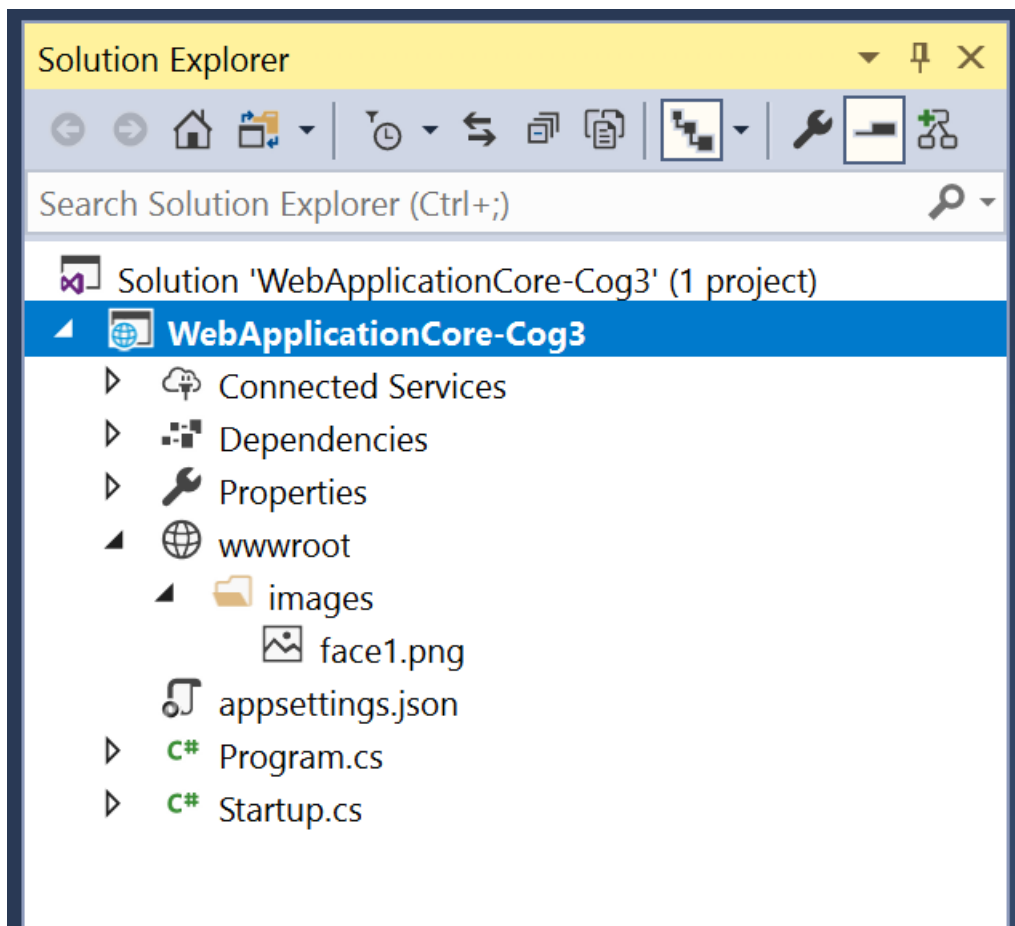 Solution Explorer
Search Solution Explorer (Ctrl+;)
Solution 'WebApplicationCore-Cog3' (1 project)
WebApplicationCore-Cog3
Connected Services
Dependencies
Properties
wwwroot
images
face1.png
appsettings.json
C# Program.cs
C# Startup.cs